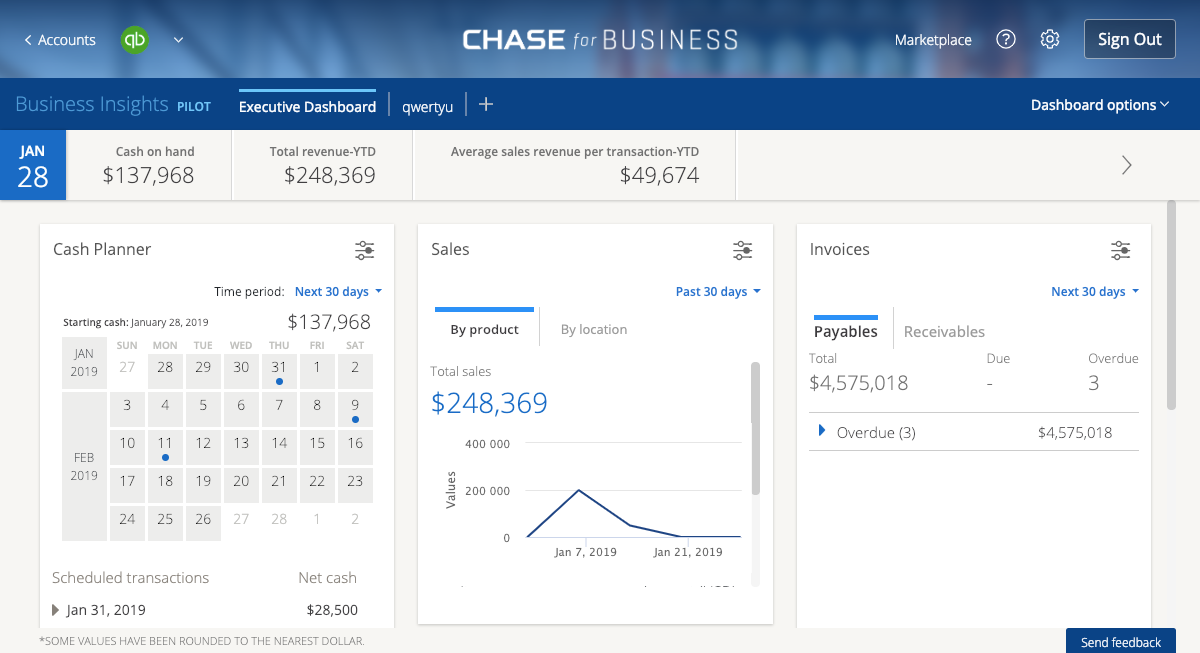 Accounts
qb
CHASE for BUSINESS
Marketplace
?
Sign Out
Business Insights PILOT
Executive Dashboard
qwertyu
+
Dashboard options
JAN
28
Cash on hand
$137,968
Total revenue-YTD
$248,369
Average sales revenue per transaction-YTD
$49,674
Cash Planner
Time period: Next 30 days
Starting cash: January 28, 2019 $137,968
SUN MON TUE WED THU FRI SAT
JAN
2019
27 28 29 30 31 1 2
FEB
2019
3 4 5 6 7 8 9
10 11 12 13 14 15 16
17 18 19 20 21 22 23
24 25 26 27 28 1 2
Scheduled transactions Net cash
Jan 31, 2019 $28,500
Sales
Past 30 days
By product By location
Total sales
$248,369
400 000
200 000
0
Values
Jan 7, 2019 Jan 21, 2019
Invoices
Next 30 days
Payables Receivables
Total Due Overdue
$4,575,018 - 3
Overdue (3) $4,575,018
*SOME VALUES HAVE BEEN ROUNDED TO THE NEAREST DOLLAR.
Send feedback